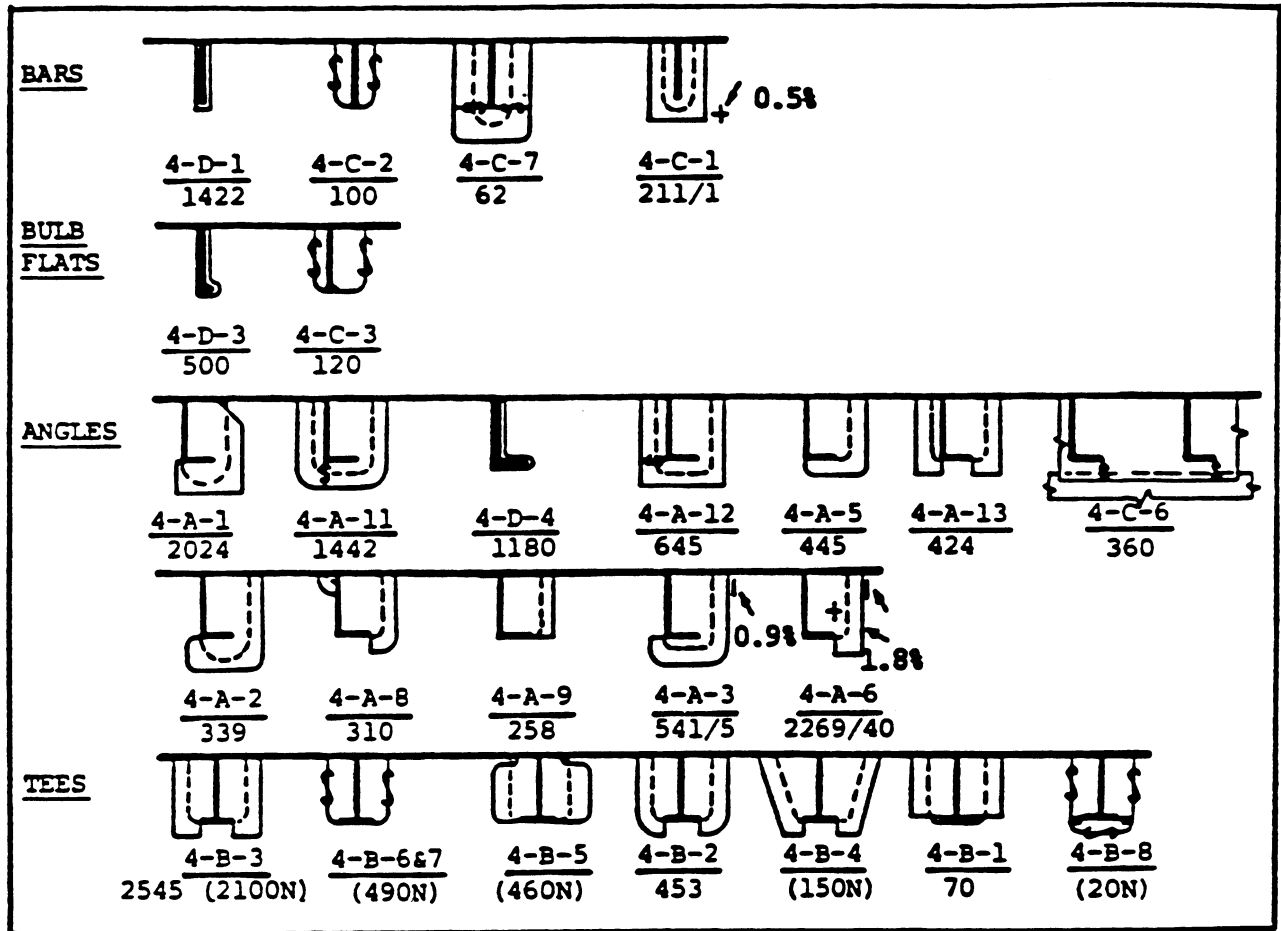 BARS
0.5%
4-D-1 4-C-2 4-C-7 4-C-1
1422 100 62 211/1
BULB
FLATS
4-D-3 4-C-3
500 120
ANGLES
4-A-1 4-A-11 4-D-4 4-A-12 4-A-5 4-A-13 4-C-6
2024 1442 1180 645 445 424 360
0.9%
1.8%
4-A-2 4-A-8 4-A-9 4-A-3 4-A-6
339 310 258 541/5 2269/40
TEES
4-B-3 4-B-6&7 4-B-5 4-B-2 4-B-4 4-B-1 4-B-8
2545 (2100N) (490N) (460N) 453 (150N) 70 (20N)